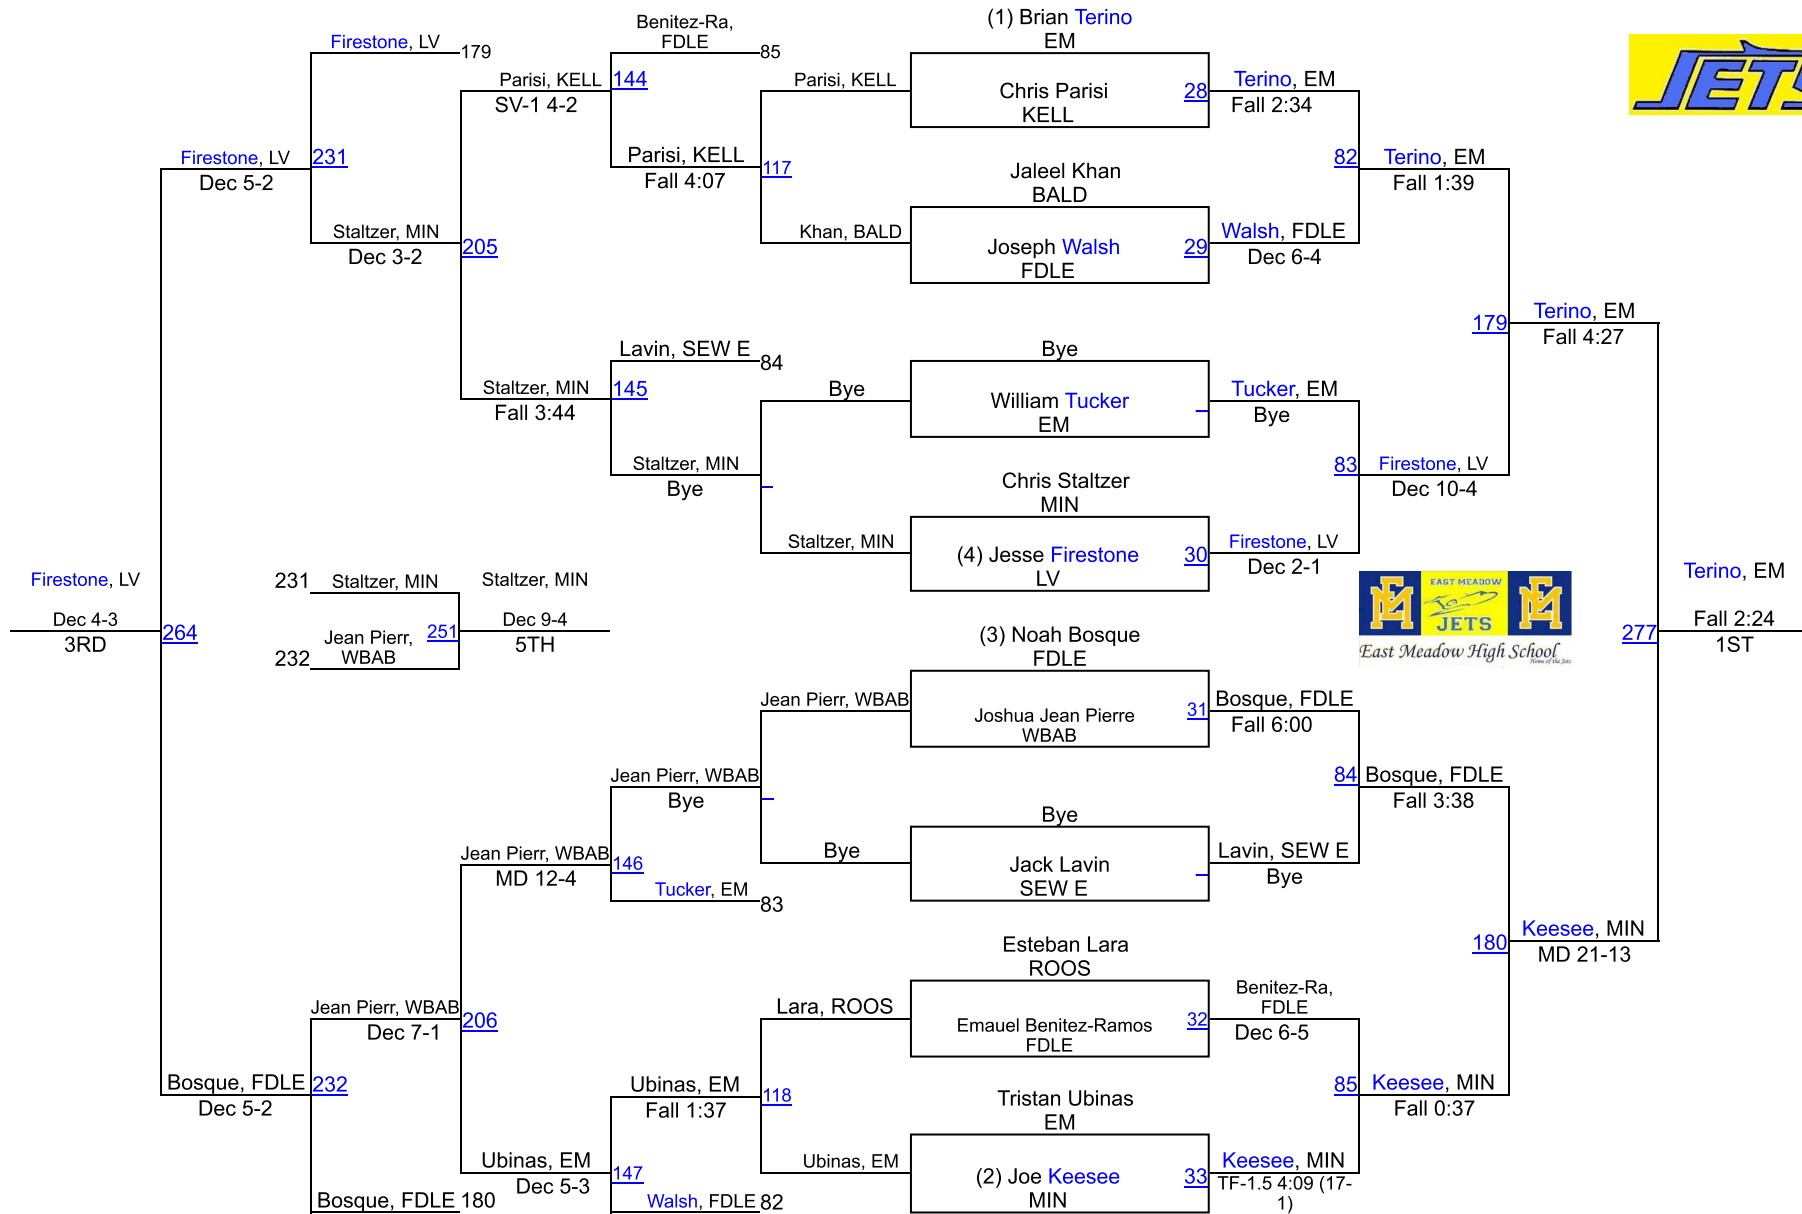 (1) Brian Terino
EM
Benitez-Ra,
FDLE
85
Firestone, LV
179
JETS
Parisi, KELL
144
SV-1 4-2
Parisi, KELL
Chris Parisi
KELL
28
Terino, EM
Fall 2:34
Firestone, LV
231
Dec 5-2
Parisi, KELL
Fall 4:07
117
Jaleel Khan
BALD
82
Terino, EM
Fall 1:39
Staltzer, MIN
Dec 3-2
205
Khan, BALD
Joseph Walsh
FDLE
29
Walsh, FDLE
Dec 6-4
179
Terino, EM
Fall 4:27
Lavin, SEW E
84
Bye
Staltzer, MIN
145
Fall 3:44
Bye
William Tucker
EM
Tucker, EM
Bye
Staltzer, MIN
Bye
Chris Staltzer
MIN
83
Firestone, LV
Dec 10-4
Staltzer, MIN
(4) Jesse Firestone
LV
30
Firestone, LV
Dec 2-1
Firestone, LV
Dec 4-3
3RD
264
231
Staltzer, MIN
Jean Pierr,
WBAB
232
251
Staltzer, MIN
Dec 9-4
5TH
EM
EAST MEADOW
JETS
EM
East Meadow High School
Home of the Jets
Terino, EM
277
Fall 2:24
1ST
(3) Noah Bosque
FDLE
Jean Pierr, WBAB
Joshua Jean Pierre
WBAB
31
Bosque, FDLE
Fall 6:00
Jean Pierr, WBAB
Bye
84
Bosque, FDLE
Fall 3:38
Bye
Jean Pierr, WBAB
MD 12-4
146
Bye
Jack Lavin
SEW E
Lavin, SEW E
Bye
Tucker, EM
83
180
Keesee, MIN
MD 21-13
Esteban Lara
ROOS
Jean Pierr, WBAB
Dec 7-1
206
Lara, ROOS
Emauel Benitez-Ramos
FDLE
32
Benitez-Ra,
FDLE
Dec 6-5
Bosque, FDLE
Dec 5-2
232
Ubinas, EM
Fall 1:37
118
Tristan Ubinas
EM
85
Keesee, MIN
Fall 0:37
Ubinas, EM
Dec 5-3
147
Ubinas, EM
(2) Joe Keesee
MIN
33
Keesee, MIN
TF-1.5 4:09 (17-
1)
Bosque, FDLE
180
Walsh, FDLE
82